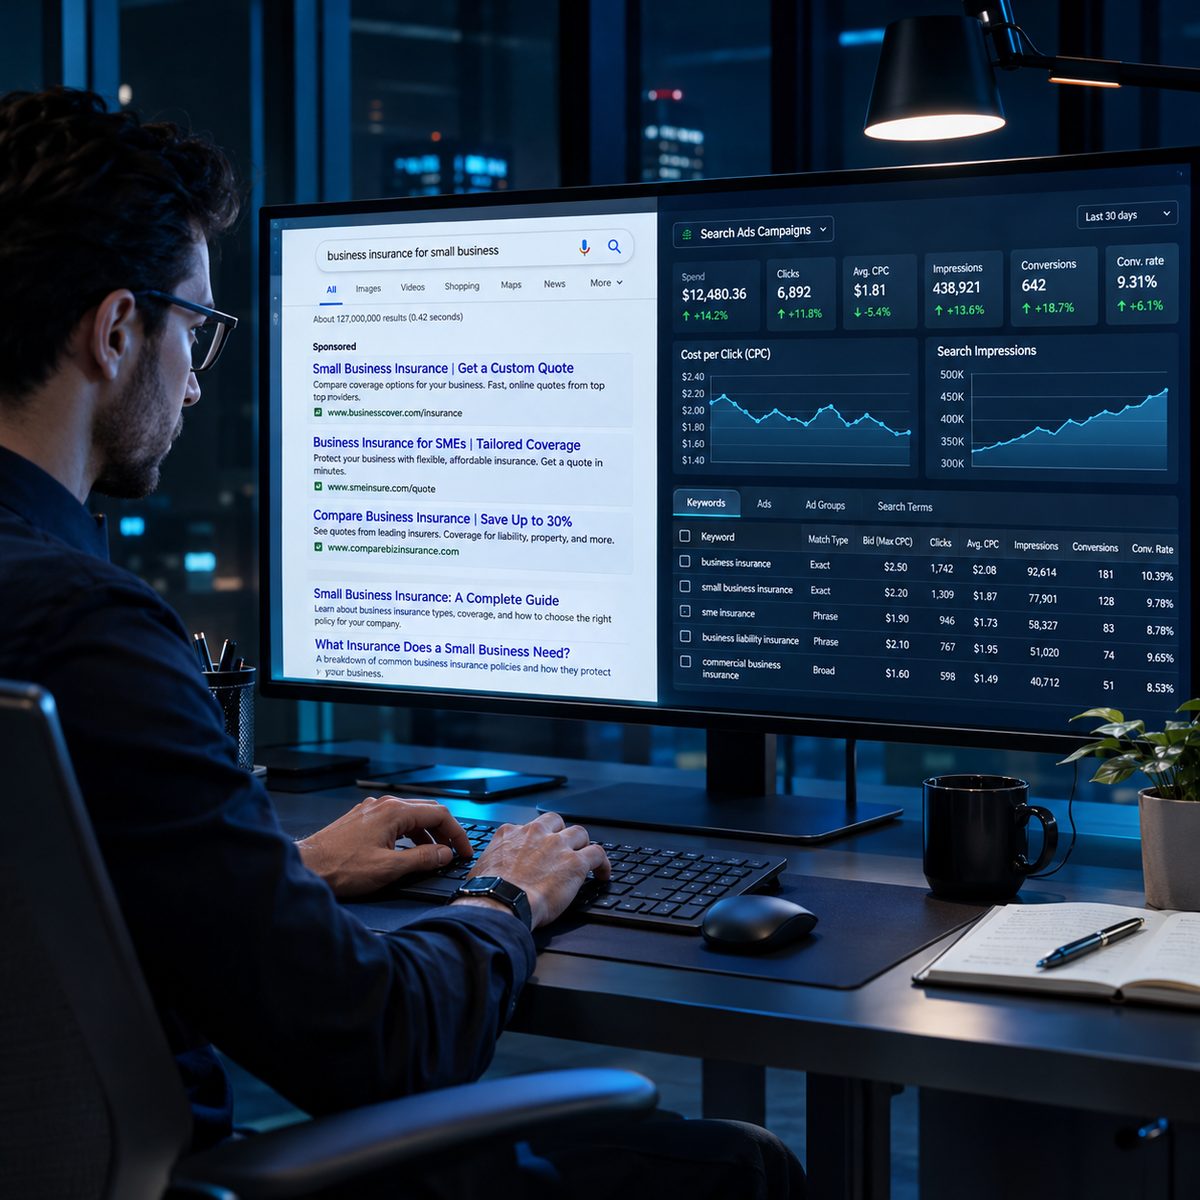 business insurance for small business
All Images Videos Shopping Maps News More
About 127,000,000 results (0.42 seconds)
Sponsored
Small Business Insurance | Get a Custom Quote
Compare coverage options for your business. Fast, online quotes from top
top providers.
www.businesscover.com/insurance
Business Insurance for SMEs | Tailored Coverage
Protect your business with flexible, affordable insurance. Get a quote in
minutes.
www.smeinsure.com/quote
Compare Business Insurance | Save Up to 30%
See quotes from leading insurers. Coverage for liability, property, and more.
www.comparebizinsurance.com
Small Business Insurance: A Complete Guide
Learn about business insurance types, coverage, and how to choose the right
policy for your company.
What Insurance Does a Small Business Need?
A breakdown of common business insurance policies and how they protect
your business.
Search Ads Campaigns
Last 30 days
Spend
$12,480.36
↑ +14.2%
Clicks
6,892
↑ +11.8%
Avg. CPC
$1.81
↓ -5.4%
Impressions
438,921
↑ +13.6%
Conversions
642
↑ +18.7%
Conv. rate
9.31%
↑ +6.1%
Cost per Click (CPC)
$2.40
$2.20
$2.00
$1.80
$1.60
$1.40
Search Impressions
500K
450K
400K
350K
300K
Keywords Ads Ad Groups Search Terms
Keyword Match Type Bid (Max CPC) Clicks Avg. CPC Impressions Conversions Conv. Rate
business insurance Exact $2.50 1,742 $2.08 92,614 181 10.39%
small business insurance Exact $2.20 1,309 $1.87 77,901 128 9.78%
sme insurance Phrase $1.90 946 $1.73 58,327 83 8.78%
business liability insurance Phrase $2.10 767 $1.95 51,020 74 9.65%
commercial business
insurance Broad $1.60 598 $1.49 40,712 51 8.53%